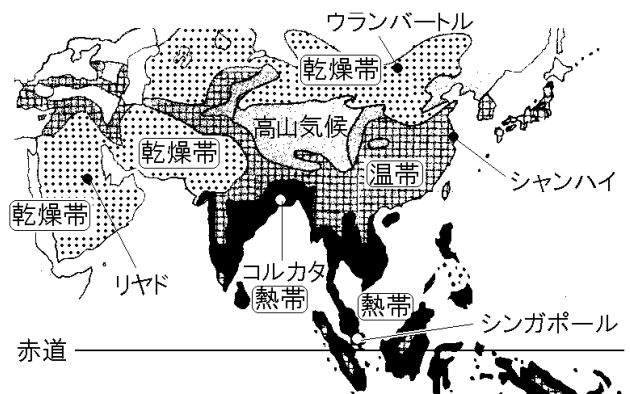 ウランバートル
乾燥帯
高山気候
乾燥帯
温帯
シャンハイ
乾燥帯
リヤド
コルカタ
熱帯
熱帯
シンガポール
赤道